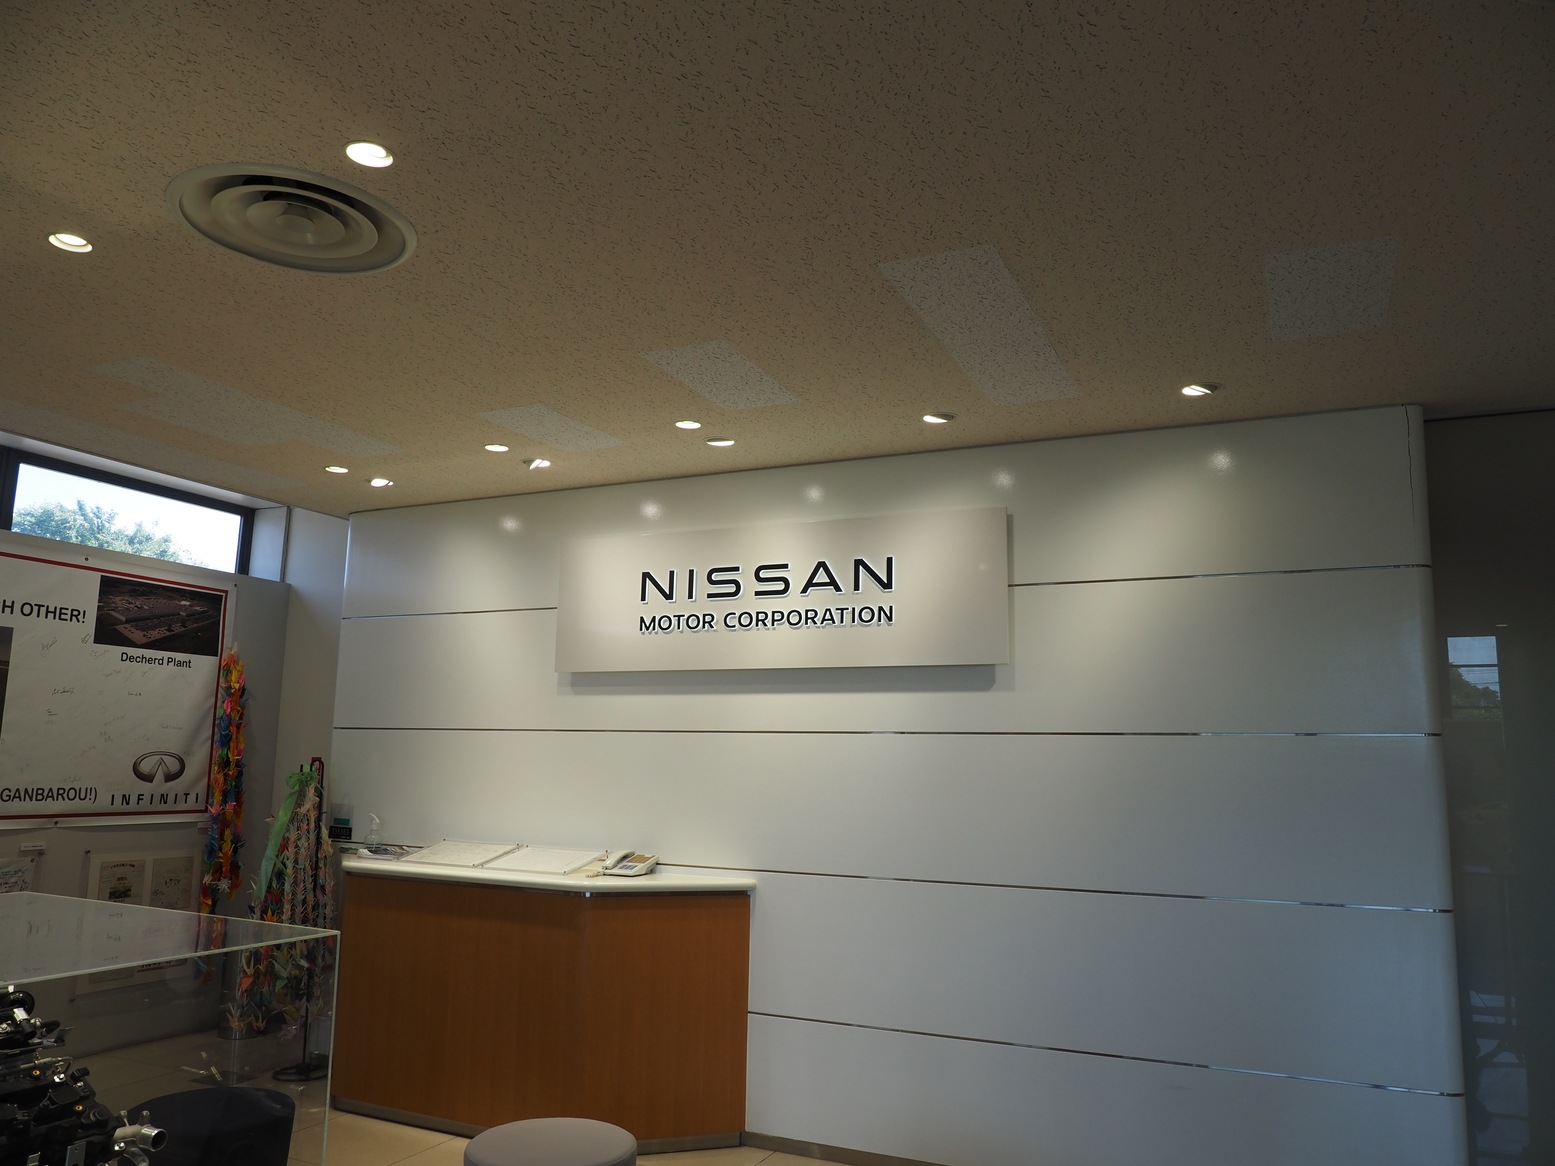 H OTHER!
Decherd Plant
GANBAROU!)
INFINITI
NISSAN
MOTOR CORPORATION